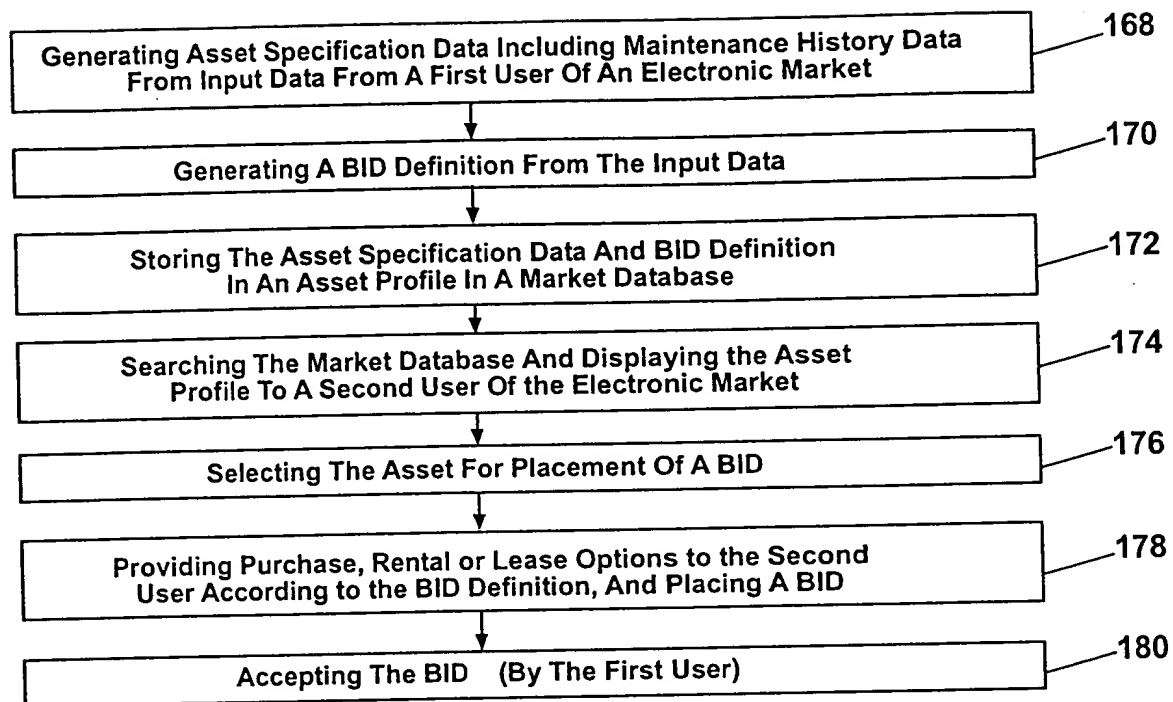 Generating Asset Specification Data Including Maintenance History Data
From Input Data From A First User Of An Electronic Market
168
Generating A BID Definition From The Input Data
170
Storing The Asset Specification Data And BID Definition
In An Asset Profile In A Market Database
172
Searching The Market Database And Displaying the Asset
Profile To A Second User Of the Electronic Market
174
Selecting The Asset For Placement Of A BID
176
Providing Purchase, Rental or Lease Options to the Second
User According to the BID Definition, And Placing A BID
178
Accepting The BID (By The First User)
180